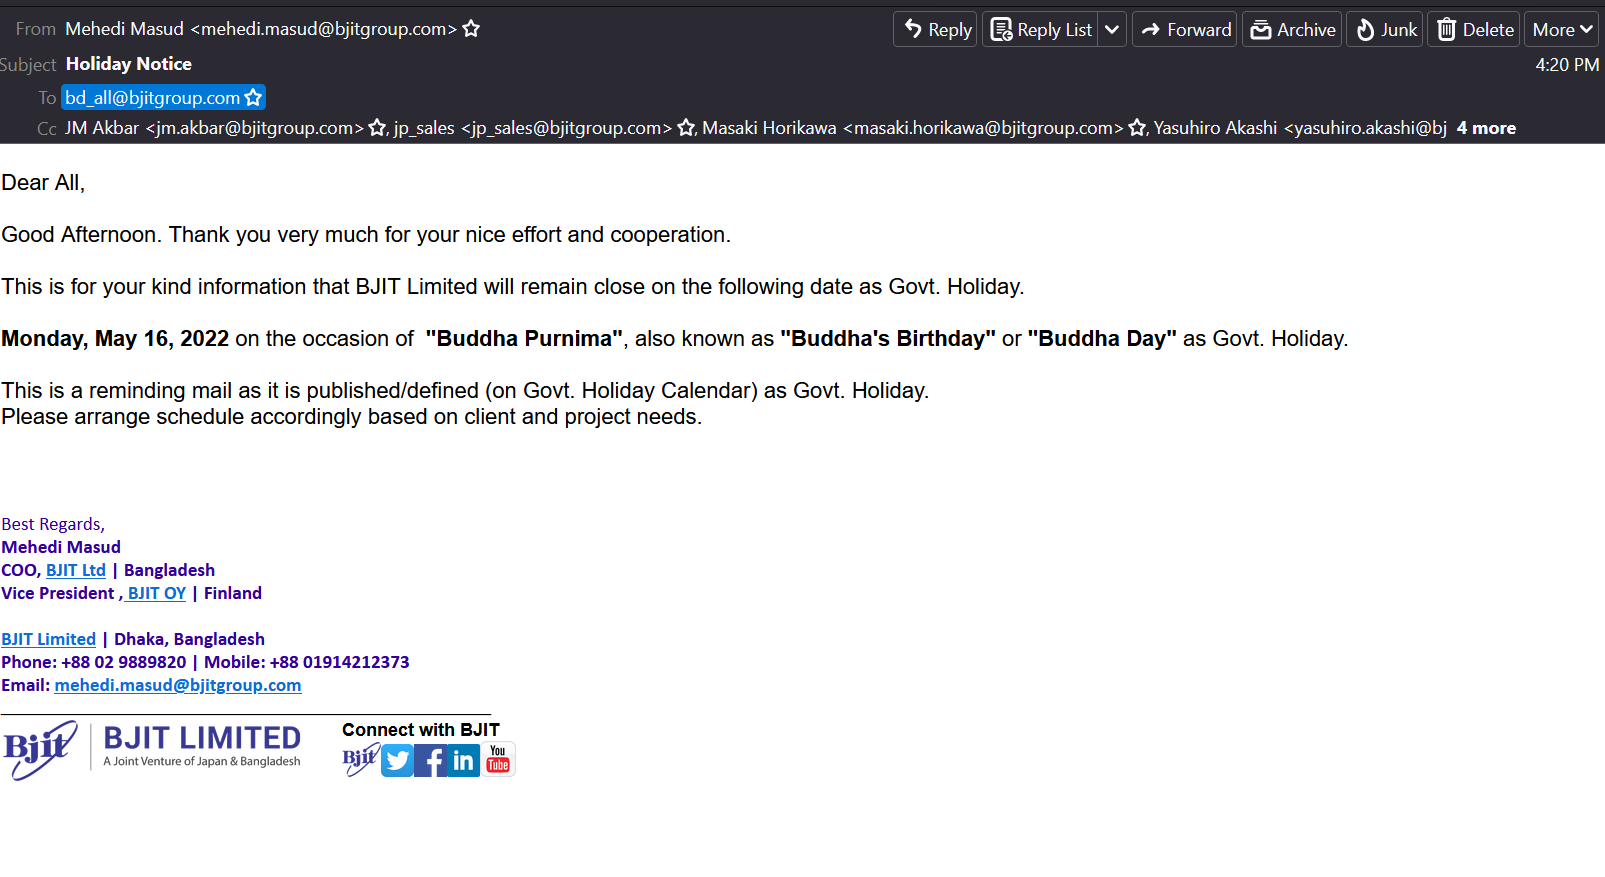 From Mehedi Masud <mehedi.masud@bjitgroup.com>
Reply Reply List Forward Archive Junk Delete More
Subject Holiday Notice
4:20 PM
To bd_all@bjitgroup.com
Cc JM Akbar <jm.akbar@bjitgroup.com>, jp_sales <jp_sales@bjitgroup.com>, Masaki Horikawa <masaki.horikawa@bjitgroup.com>, Yasuhiro Akashi <yasuhiro.akashi@bj 4 more
Dear All,
Good Afternoon. Thank you very much for your nice effort and cooperation.
This is for your kind information that BJIT Limited will remain close on the following date as Govt. Holiday.
Monday, May 16, 2022 on the occasion of "Buddha Purnima", also known as "Buddha's Birthday" or "Buddha Day" as Govt. Holiday.
This is a reminding mail as it is published/defined (on Govt. Holiday Calendar) as Govt. Holiday.
Please arrange schedule accordingly based on client and project needs.
Best Regards,
Mehedi Masud
COO, BJIT Ltd | Bangladesh
Vice President , BJIT OY | Finland
BJIT Limited | Dhaka, Bangladesh
Phone: +88 02 9889820 | Mobile: +88 01914212373
Email: mehedi.masud@bjitgroup.com
Bjit BJIT LIMITED
A Joint Venture of Japan & Bangladesh
Connect with BJIT
Bjit f in You Tube